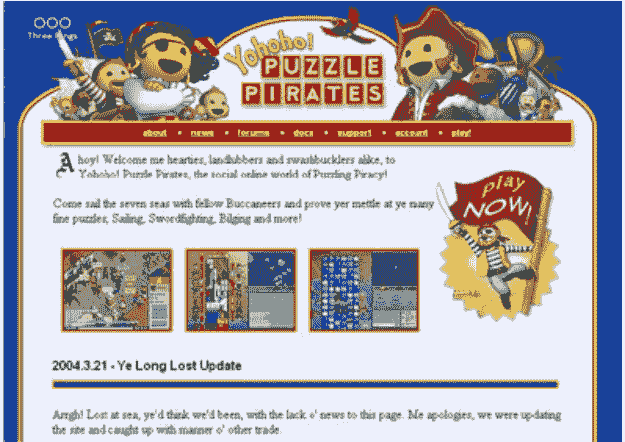 Three Rings
Yohoho!
PUZZLE
PIRATES
about • news • forums • docs • support • account • play!
Ahoy! Welcome me hearties, landlubbers and swashbucklers alike, to
Yohoho! Puzzle Pirates, the social online world of Puzzling Piracy!
play
NOW!
Come sail the seven seas with fellow Buccaneers and prove yer mettle at ye many
fine puzzles, Sailing, Swordfighting, Bilging and more!
2004.3.21 - Ye Long Lost Update
Arrgh! Lost at sea, ye'd think we'd been, with the lack o' news to this page. Me apologies, we were updating
the site and caught up with manner o' other trade.